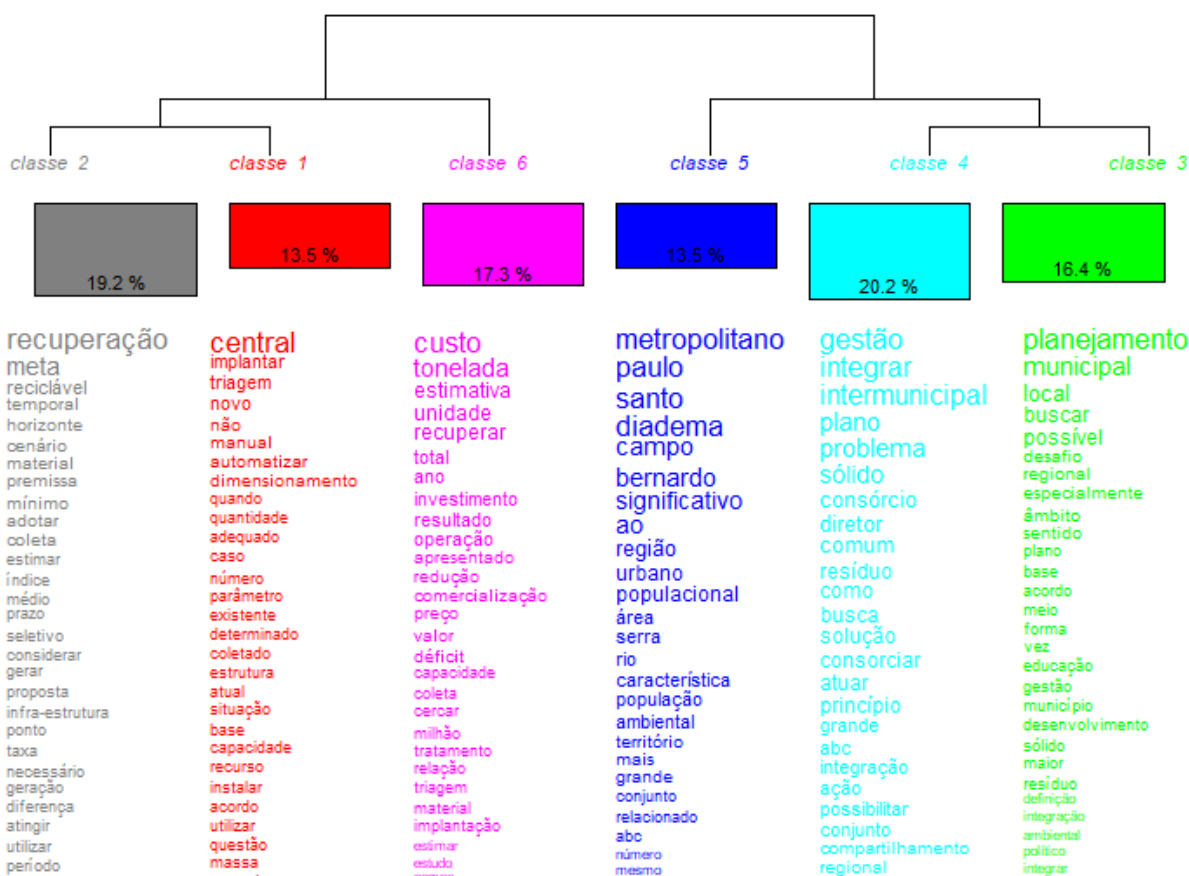 classe 2 classe 1 classe 6 classe 5 classe 4 classe 3
19.2 % 13.5 % 17.3 % 13.5 % 20.2 % 16.4 %
recuperação
meta
reciclável
temporal
horizonte
cenário
material
premissa
mínimo
adotar
coleta
estimar
índice
médio
prazo
seletivo
considerar
gerar
proposta
infra-estrutura
ponto
taxa
necessário
geração
diferença
atingir
utilizar
período
central
implantar
triagem
novo
não
manual
automatizar
dimensionamento
quando
quantidade
adequado
caso
número
parâmetro
existente
determinado
coletado
estrutura
atual
situação
base
capacidade
recurso
instalar
acordo
utilizar
questão
massa
custo
tonelada
estimativa
unidade
recuperar
total
ano
investimento
resultado
operação
apresentado
redução
comercialização
preço
valor
déficit
capacidade
coleta
cercar
milhão
tratamento
relação
triagem
material
implantação
estimar
estudo
metropolitano
paulo
santo
diadema
campo
bernardo
significativo
ao
região
urbano
populacional
área
serra
rio
característica
população
ambiental
território
mais
grande
conjunto
relacionado
abc
número
mesmo
gestão
integrar
intermunicipal
plano
problema
sólido
consórcio
diretor
comum
resíduo
como
busca
solução
consorciar
atuar
princípio
grande
abc
integração
ação
possibilitar
conjunto
compartilhamento
regional
planejamento
municipal
local
buscar
possível
desafio
regional
especialmente
âmbito
sentido
plano
base
acordo
meio
forma
vez
educação
gestão
município
desenvolvimento
sólido
maior
resíduo
definição
integração
ambiental
político
integrar